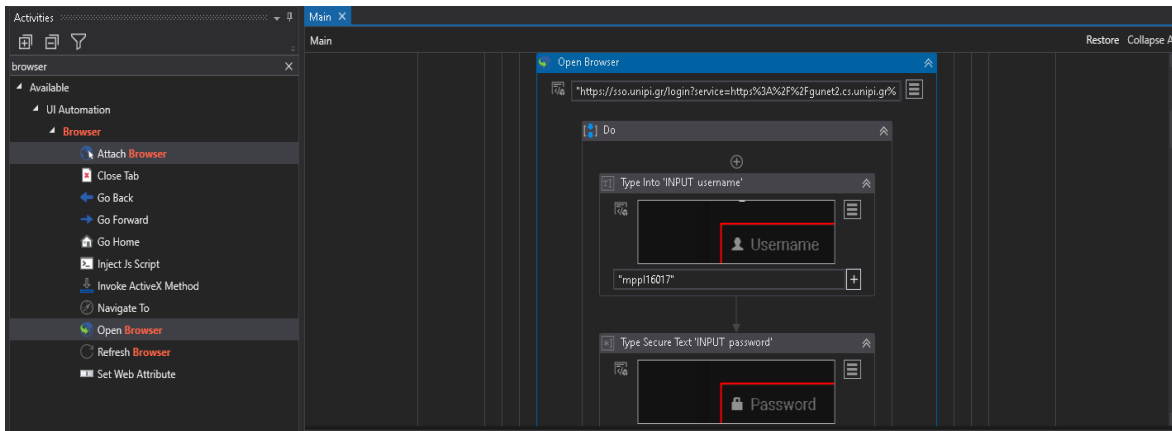 Activities
browser
Available
UI Automation
Browser
Attach Browser
Close Tab
Go Back
Go Forward
Go Home
Inject Js Script
Invoke ActiveX Method
Navigate To
Open Browser
Refresh Browser
Set Web Attribute
Main
Main
Restore Collapse A
Open Browser
"https://sso.unipi.gr/login?service=https%3A%2F%2Fgunet2.cs.unipi.gr%
Do
Type Into 'INPUT username'
Username
"mppl16017"
Type Secure Text 'INPUT password'
Password